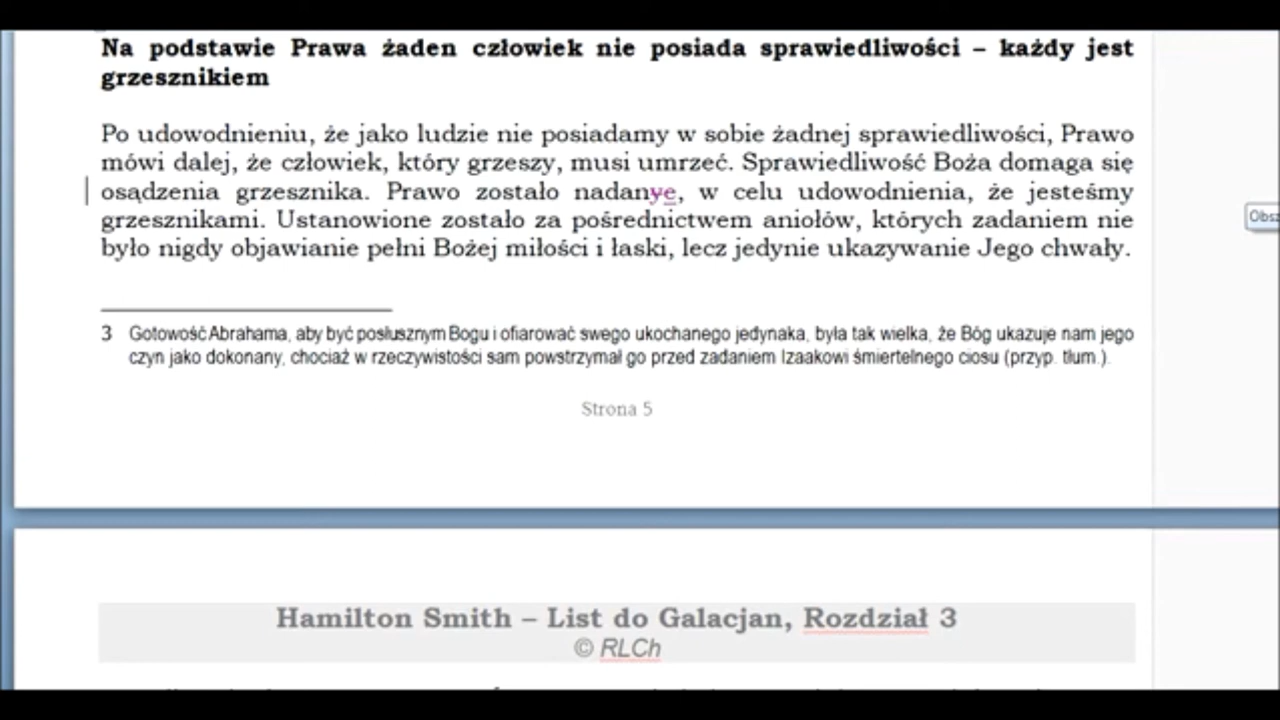 Na podstawie Prawa żaden człowiek nie posiada sprawiedliwości – każdy jest
grzesznikiem
Po udowodnieniu, że jako ludzie nie posiadamy w sobie żadnej sprawiedliwości, Prawo
mówi dalej, że człowiek, który grzeszy, musi umrzeć. Sprawiedliwość Boża domaga się
osądzenia grzesznika. Prawo zostało nadanye, w celu udowodnienia, że jesteśmy
grzesznikami. Ustanowione zostało za pośrednictwem aniołów, których zadaniem nie
było nigdy objawianie pełni Bożej miłości i łaski, lecz jedynie ukazywanie Jego chwały.
3 Gotowość Abrahama, aby być posłusznym Bogu i ofiarować swego ukochanego jedynaka, była tak wielka, że Bóg ukazuje nam jego
czyn jako dokonany, chociaż w rzeczywistości sam powstrzymał go przed zadaniem Izaakowi śmiertelnego ciosu (przyp. tłum.).
Strona 5
Hamilton Smith – List do Galacjan, Rozdział 3
© RLCh